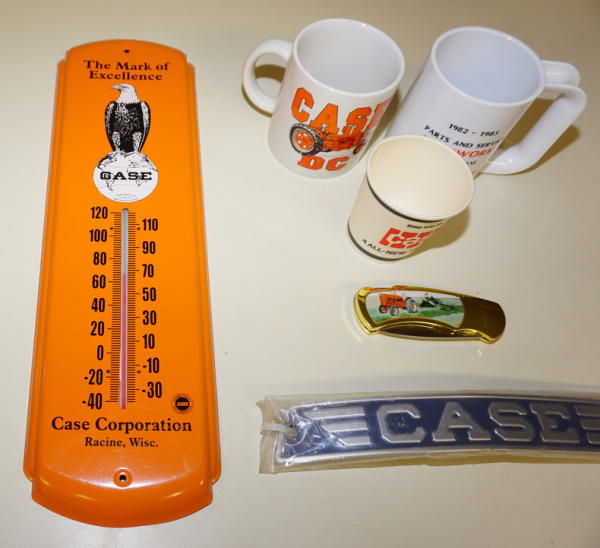 The Mark of
Excellence
CASE
120
100
80
60
40
20
0
-20
-40
110
90
70
50
30
10
-10
-30
Case Corporation
Racine, Wisc.
CASE
DC
1982 - 1983
PARTS AND SERV
WORK
CASE